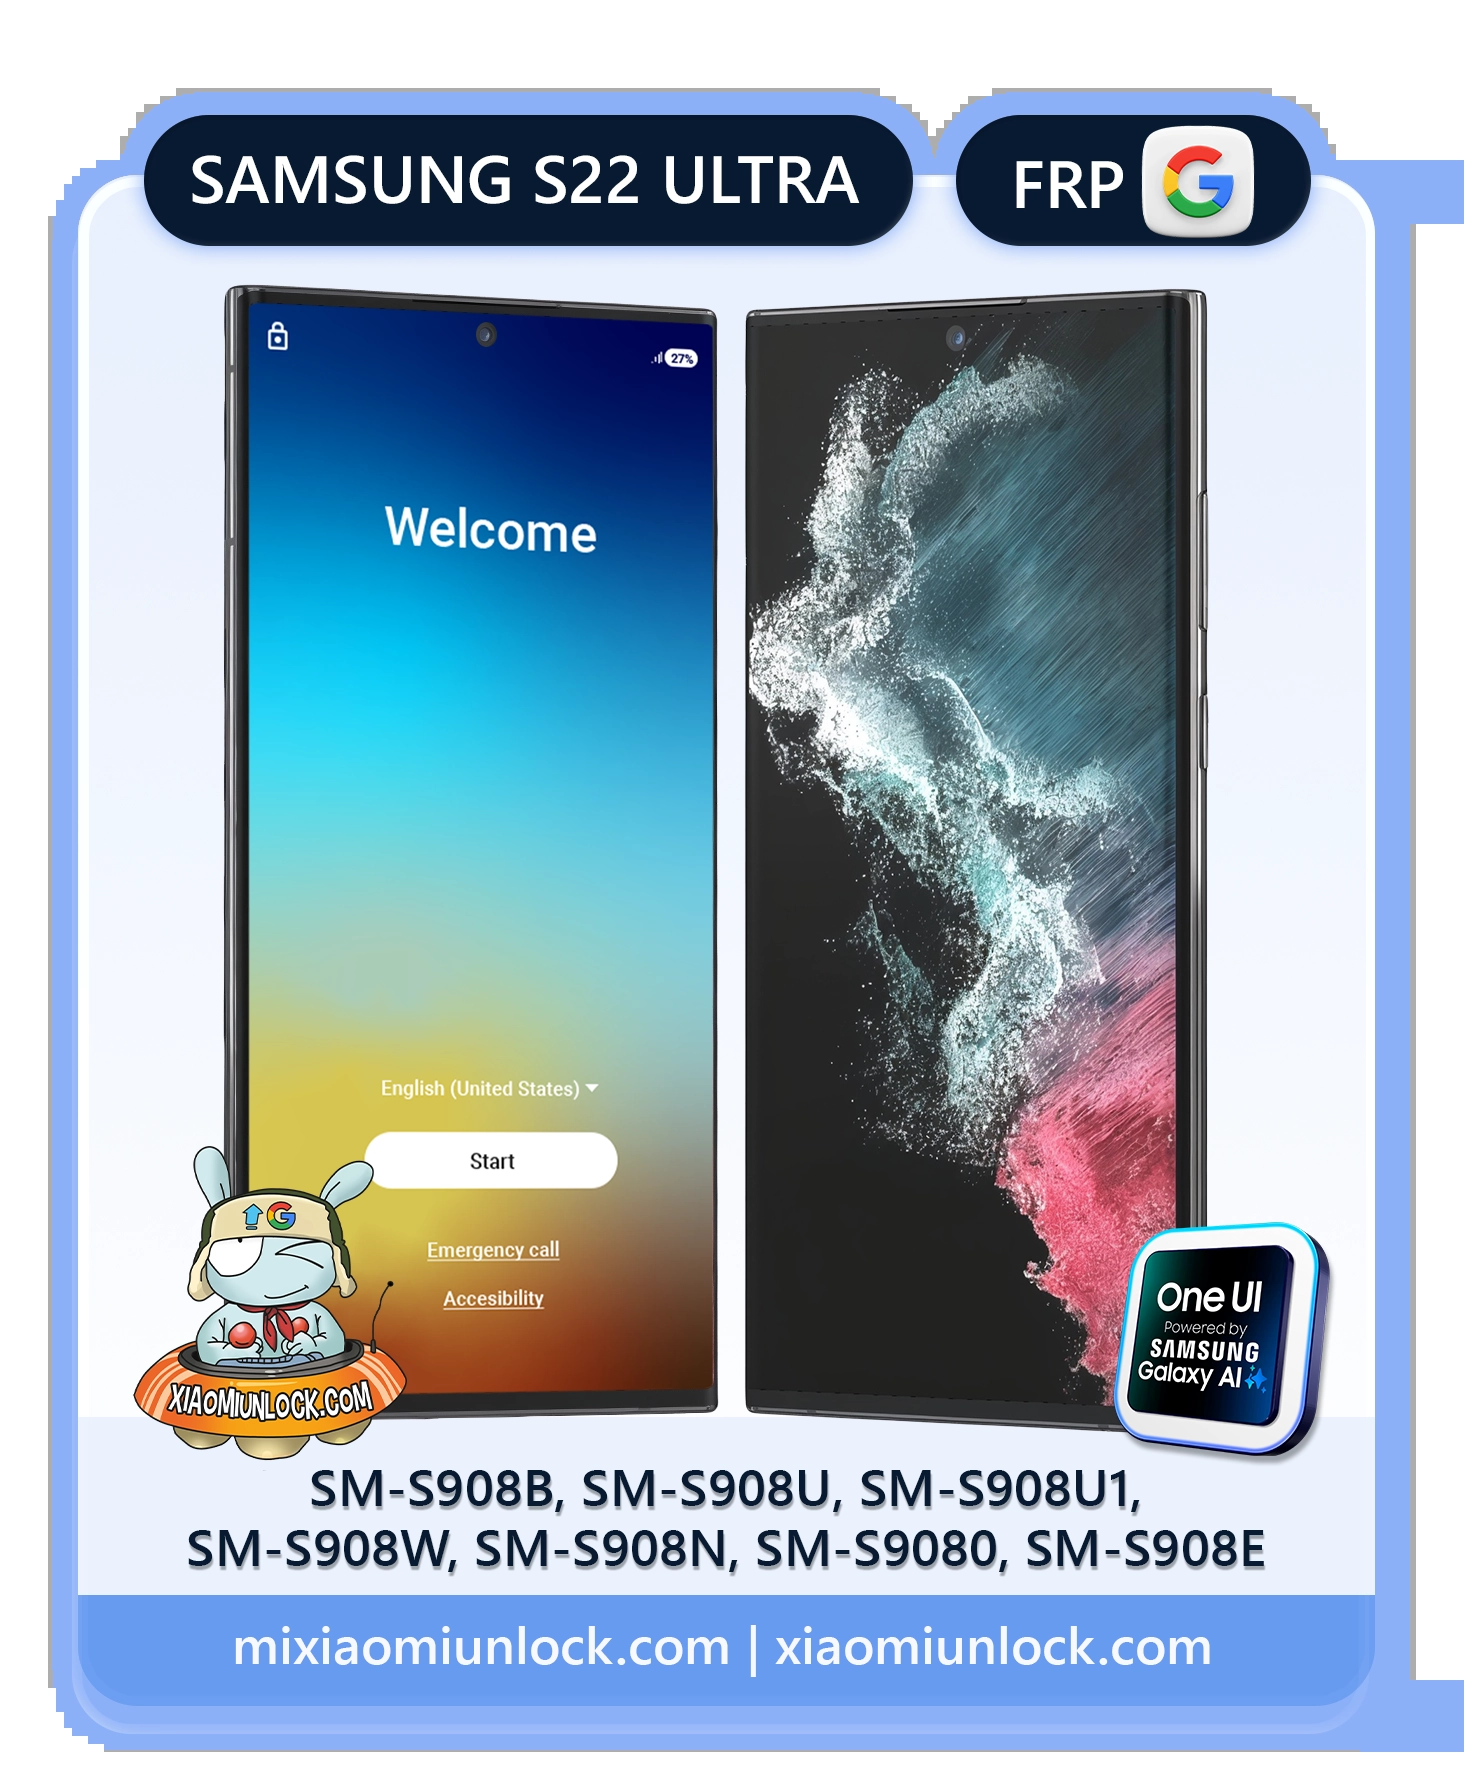 SAMSUNG S22 ULTRA
FRP G
27%
Welcome
English (United States)
Start
Emergency call
Accesibility
G
XIAOMIUNLOCK.COM
One UI
Powered by
SAMSUNG
Galaxy AI
SM-S908B, SM-S908U, SM-S908U1,
SM-S908W, SM-S908N, SM-S9080, SM-S908E
mixiaomiunlock.com | xiaomiunlock.com